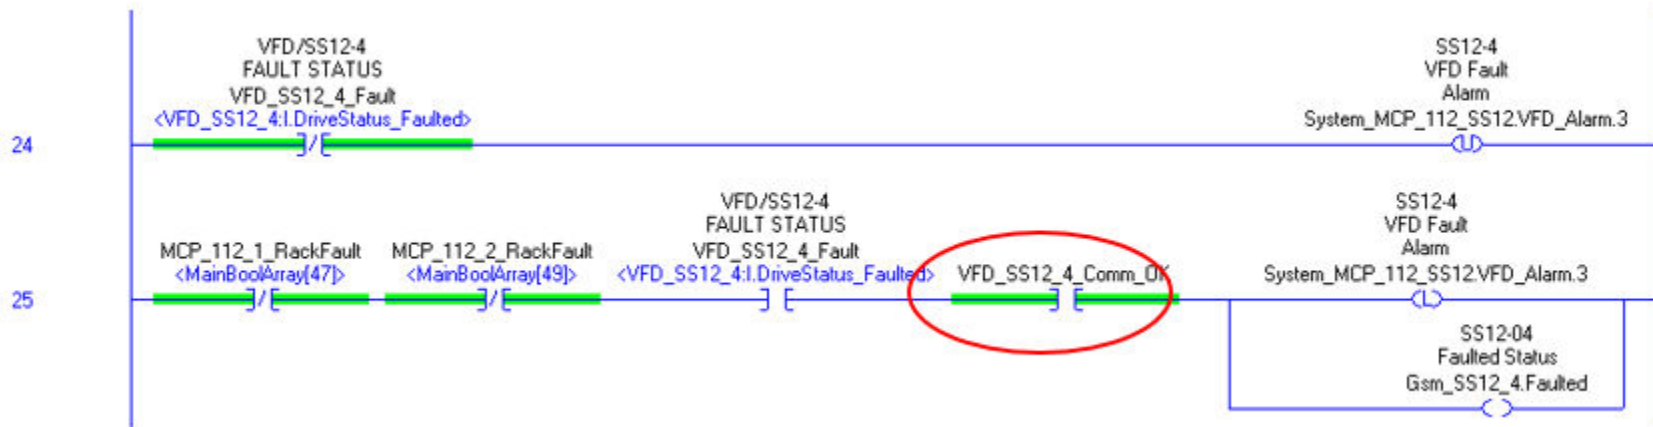 VFD/SS12-4
FAULT STATUS
VFD_SS12_4_Fault
<VFD_SS12_4:I.DriveStatus_Faulted>
SS12-4
VFD Fault
Alarm
System_MCP_112_SS12.VFD_Alarm.3
24
U
MCP_112_1_RackFault
<MainBoolArray[47]>
MCP_112_2_RackFault
<MainBoolArray[49]>
VFD/SS12-4
FAULT STATUS
VFD_SS12_4_Fault
<VFD_SS12_4:I.DriveStatus_Faulted>
VFD_SS12_4_Comm_OK
SS12-4
VFD Fault
Alarm
System_MCP_112_SS12.VFD_Alarm.3
25
L
SS12-04
Faulted Status
Gsm_SS12_4.Faulted